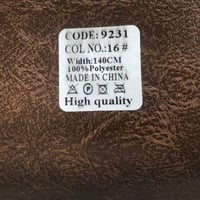 CODE: 9231
COL NO.:16#
Width:140CM
100%Polyester
MADE IN CHINA
High quality